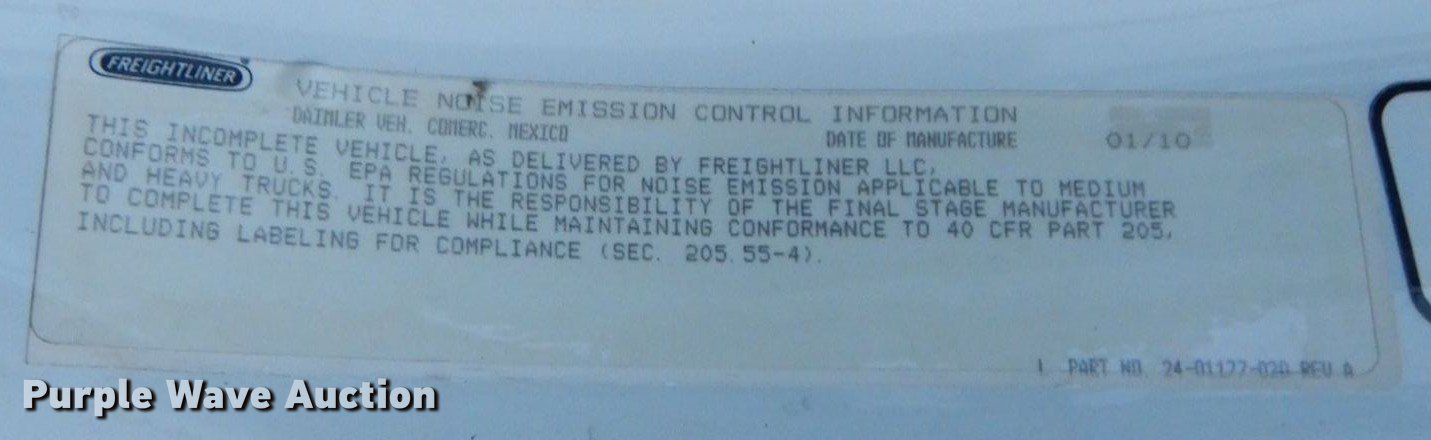 FREIGHTLINER
VEHICLE NOISE EMISSION CONTROL INFORMATION
DAIMLER VEH. COMERC. MEXICO DATE OF MANUFACTURE 01/10
THIS INCOMPLETE VEHICLE, AS DELIVERED BY FREIGHTLINER LLC,
CONFORMS TO U.S. EPA REGULATIONS FOR NOISE EMISSION APPLICABLE TO MEDIUM
AND HEAVY TRUCKS. IT IS THE RESPONSIBILITY OF THE FINAL STAGE MANUFACTURER
TO COMPLETE THIS VEHICLE WHILE MAINTAINING CONFORMANCE TO 40 CFR PART 205,
INCLUDING LABELING FOR COMPLIANCE (SEC. 205.55-4).
PART NO. 24-01177-020 REV A
Purple Wave Auction